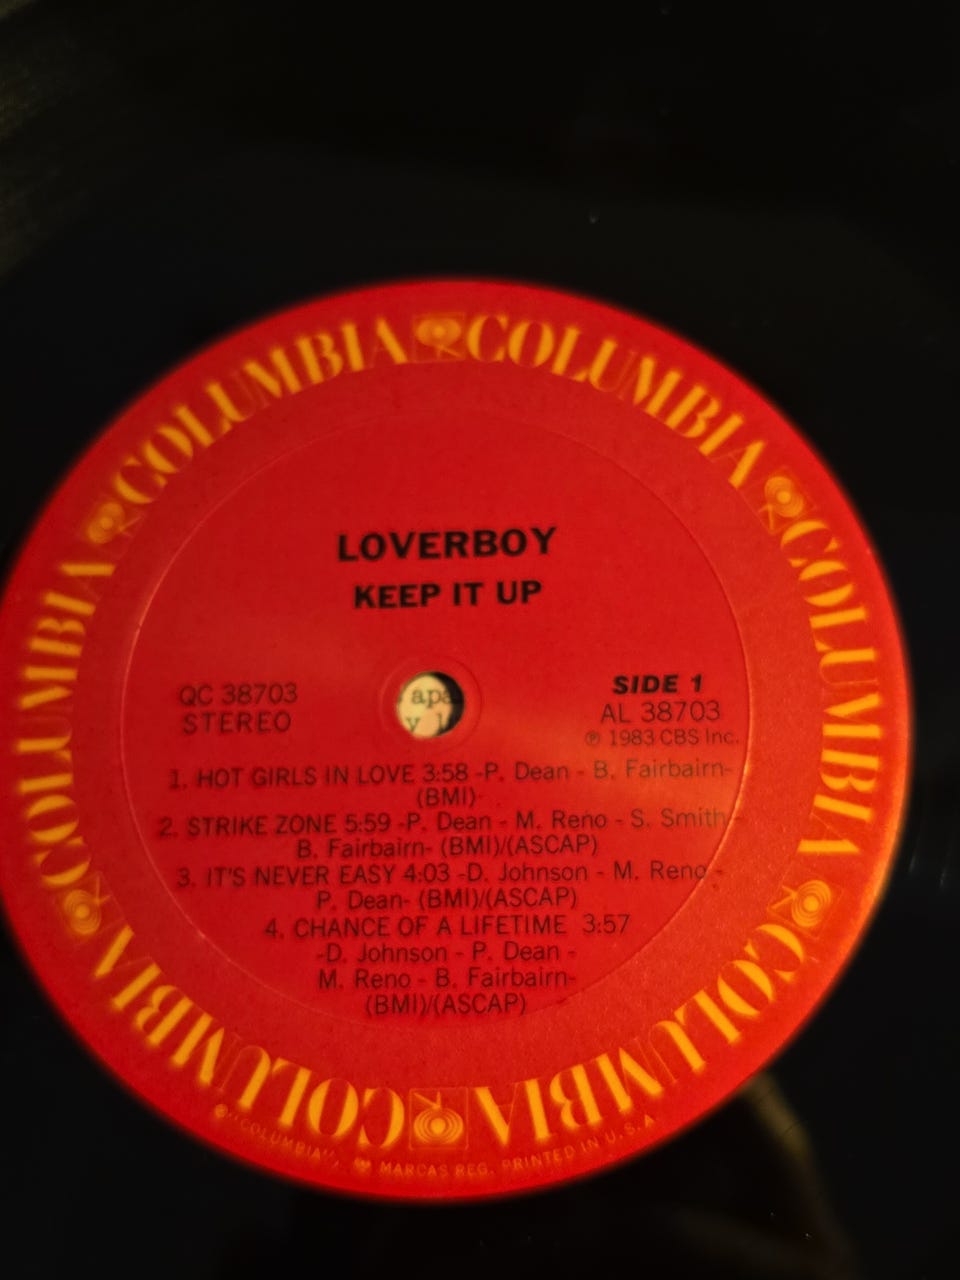 COLUMBIA COLUMBIA COLUMBIA COLUMBIA COLUMBIA COLUMBIA COLUMBIA COLUMBIA
LOVERBOY
KEEP IT UP
QC 38703
STEREO
SIDE 1
AL 38703
℗ 1983 CBS Inc.
1. HOT GIRLS IN LOVE 3:58 -P. Dean - B. Fairbairn-
(BMI)-
2. STRIKE ZONE 5:59 -P. Dean - M. Reno - S. Smith-
B. Fairbairn- (BMI)/(ASCAP)
3. IT'S NEVER EASY 4:03 -D. Johnson - M. Reno -
P. Dean- (BMI)/(ASCAP)
4. CHANCE OF A LIFETIME 3:57
-D. Johnson - P. Dean -
M. Reno - B. Fairbairn-
(BMI)/(ASCAP)
® "COLUMBIA", MARCAS REG. PRINTED IN U.S.A